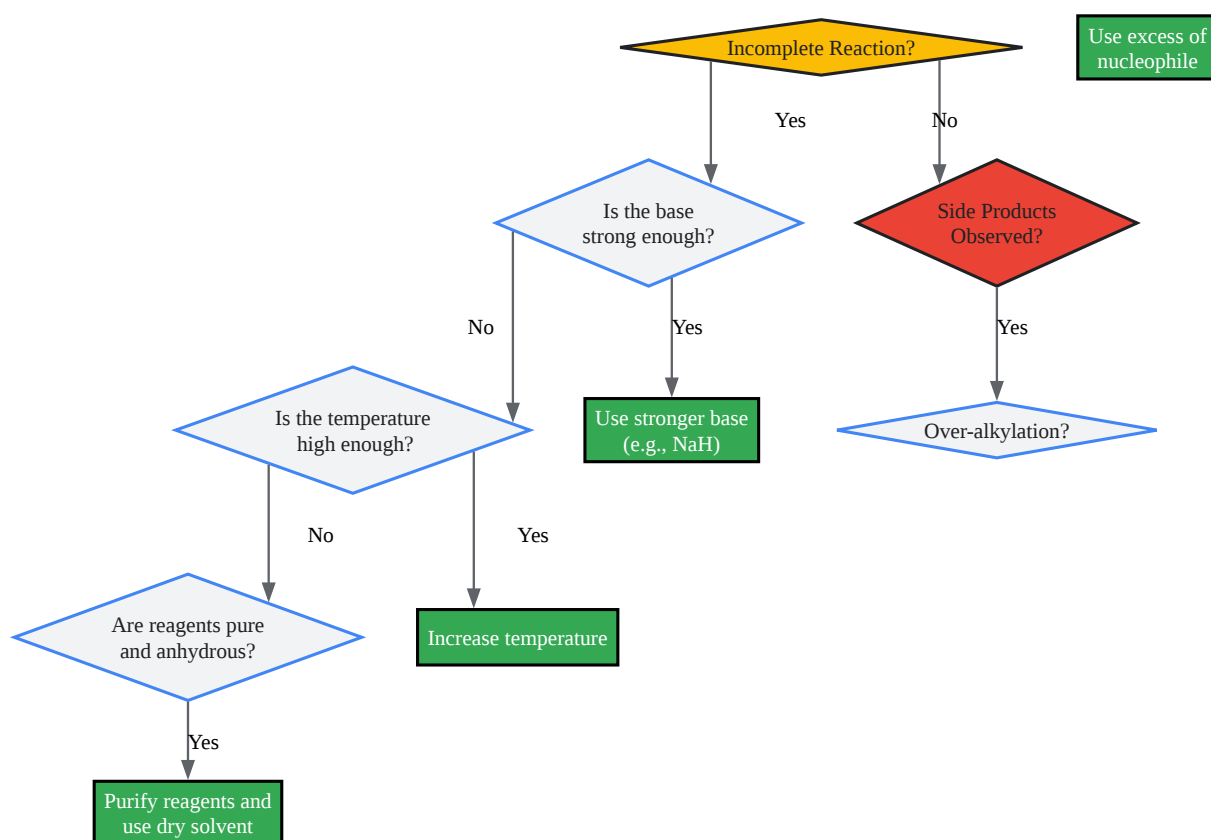 Incomplete Reaction?
Use excess of
nucleophile
Yes
No
Is the base
strong enough?
Side Products
Observed?
No
Yes
Yes
Is the temperature
high enough?
Use stronger base
(e.g., NaH)
Over-alkylation?
No
Yes
Are reagents pure
and anhydrous?
Increase temperature
Yes
Purify reagents and
use dry solvent